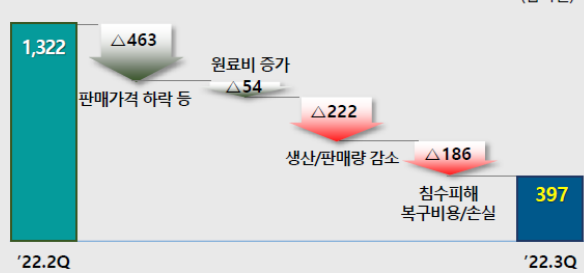 1,322
△463
판매가격 하락 등
원료비 증가
△54
△222
생산/판매량 감소
△186
침수피해
복구비용/손실
397
'22.2Q
'22.3Q